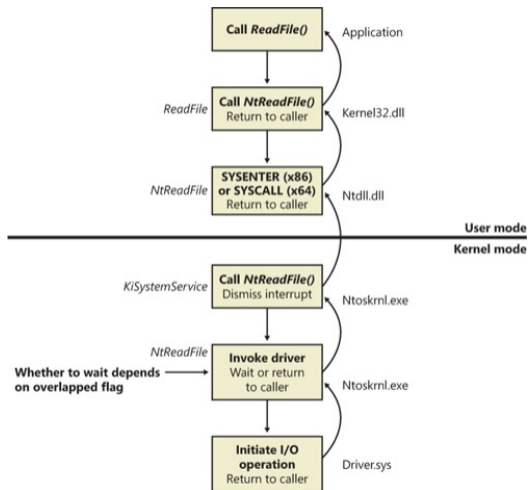 Call ReadFile()
Application
ReadFile
Call NtReadFile()
Return to caller
Kernel32.dll
NtReadFile
SYSENTER (x86)
or SYSCALL (x64)
Return to caller
Ntdll.dll
User mode
Kernel mode
KiSystemService
Call NtReadFile()
Dismiss interrupt
Ntoskrnl.exe
NtReadFile
Whether to wait depends
on overlapped flag
Invoke driver
Wait or return
to caller
Ntoskrnl.exe
Initiate I/O
operation
Return to caller
Driver.sys